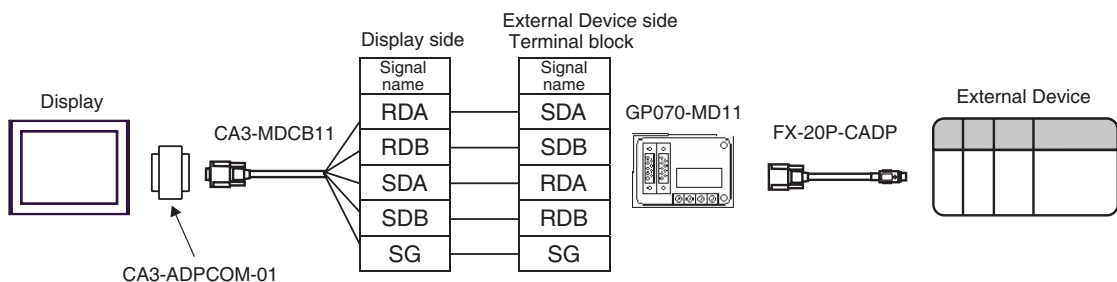 Display
CA3-ADPCOM-01
CA3-MDCB11
Display side
Signal
name
RDA
RDB
SDA
SDB
SG
External Device side
Terminal block
Signal
name
SDA
SDB
RDA
RDB
SG
GP070-MD11
FX-20P-CADP
External Device